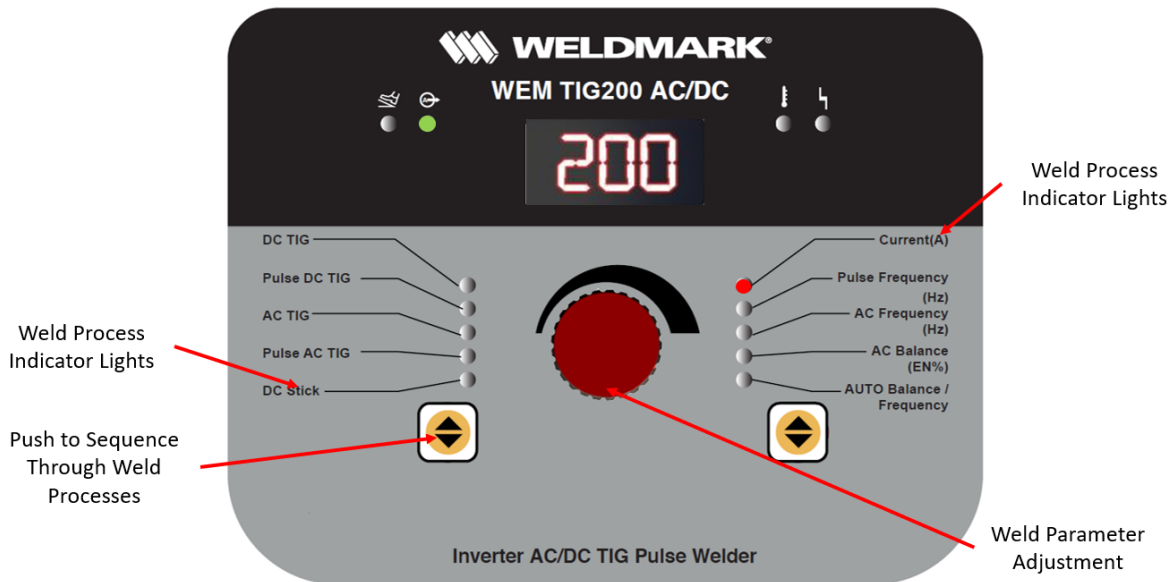 WELDMARK®
WEM TIG200 AC/DC
200
Weld Process
Indicator Lights
DC TIG
Pulse DC TIG
AC TIG
Pulse AC TIG
DC Stick
Current(A)
Pulse Frequency
(Hz)
AC Frequency
(Hz)
AC Balance
(EN%)
AUTO Balance /
Frequency
Weld Process
Indicator Lights
Push to Sequence
Through Weld
Processes
Weld Parameter
Adjustment
Inverter AC/DC TIG Pulse Welder